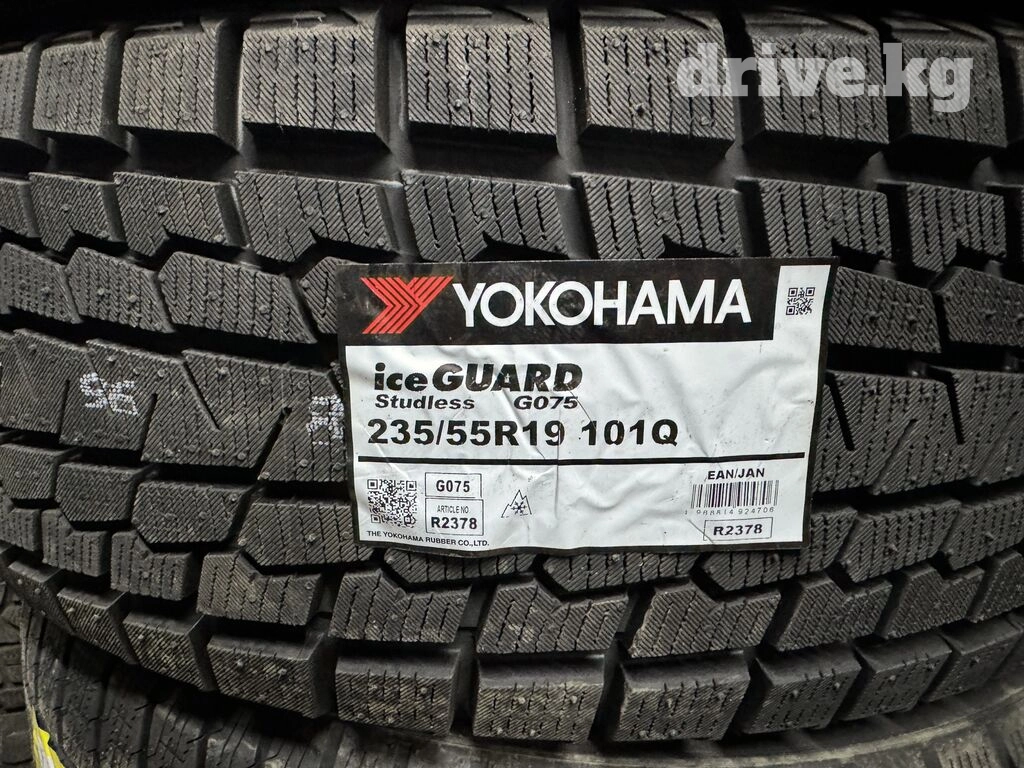 drive.kg
YOKOHAMA
iceGUARD
Studless G075
235/55R19 101Q
G075
ARTICLE NO.
R2378
THE YOKOHAMA RUBBER CO.,LTD.
EAN/JAN
R2378
96